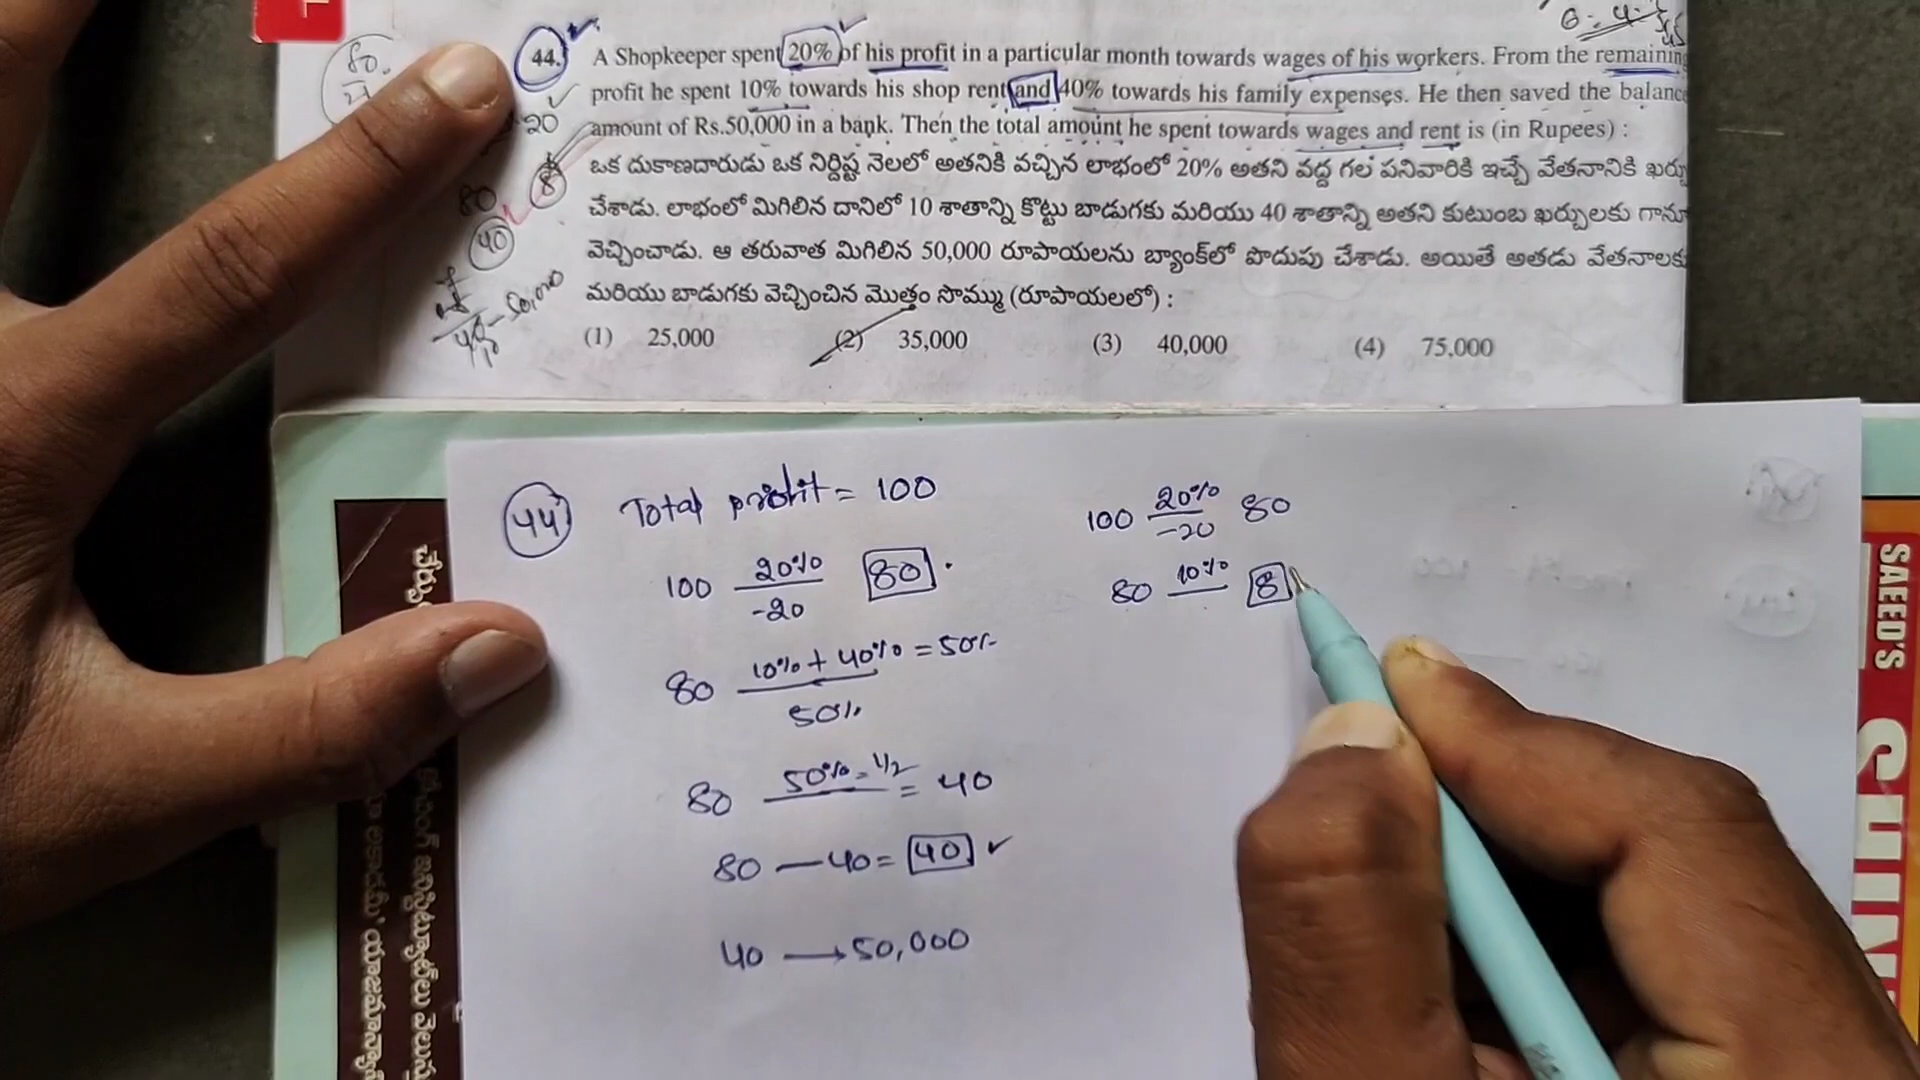 44. A Shopkeeper spent 20% of his profit in a particular month towards wages of his workers. From the remaining
profit he spent 10% towards his shop rent and 40% towards his family expenses. He then saved the balance
amount of Rs.50,000 in a bank. Then the total amount he spent towards wages and rent is (in Rupees) :
ఒక దుకాణదారుడు ఒక నిర్దిష్ట నెలలో అతనికి వచ్చిన లాభంలో 20% అతని వద్ద గల పనివారికి ఇచ్చే వేతనానికి ఖర్చు
చేశాడు. లాభంలో మిగిలిన దానిలో 10 శాతాన్ని కొట్టు బాడుగకు మరియు 40 శాతాన్ని అతని కుటుంబ ఖర్చులకు గానూ
వెచ్చించాడు. ఆ తరువాత మిగిలిన 50,000 రూపాయలను బ్యాంక్‌లో పొదుపు చేశాడు. అయితే అతడు వేతనాలకు
మరియు బాడుగకు వెచ్చించిన మొత్తం సొమ్ము (రూపాయలలో) :
(1) 25,000 (2) 35,000 (3) 40,000 (4) 75,000
80
20
8
80
40
50,000
44 Total profit = 100
100 20% -20 80
80 10% + 40% = 50%
50%
80 50% = 1/2 = 40
80 — 40 = 40
40 → 50,000
100 20% -20 80
80 10% 8
SAEED'S